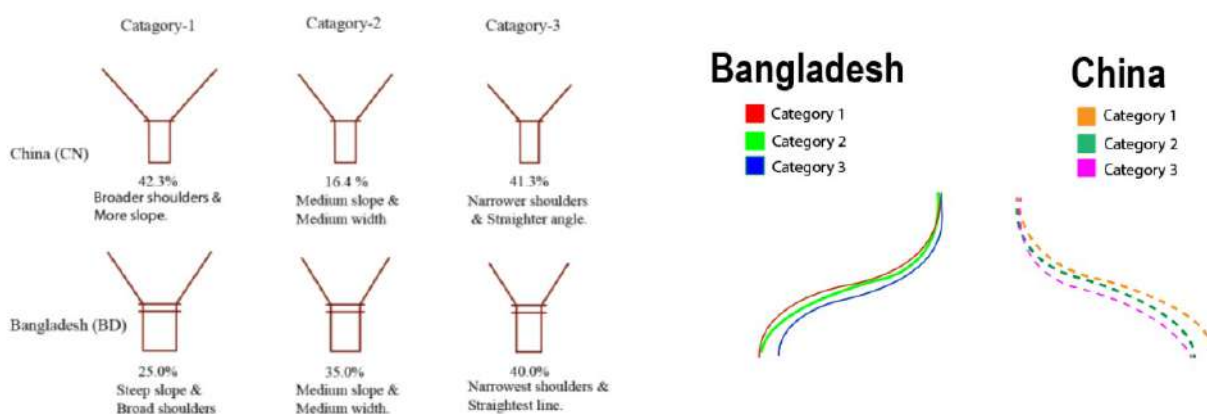 Catagory-1 Catagory-2 Catagory-3
China (CN)
42.3% 16.4 % 41.3%
Broader shoulders & Medium slope & Narrower shoulders
More slope. Medium width & Straighter angle.
Bangladesh (BD)
25.0% 35.0% 40.0%
Steep slope & Medium slope & Narrowest shoulders &
Broad shoulders Medium width. Straightest line.
Bangladesh
Category 1
Category 2
Category 3
China
Category 1
Category 2
Category 3